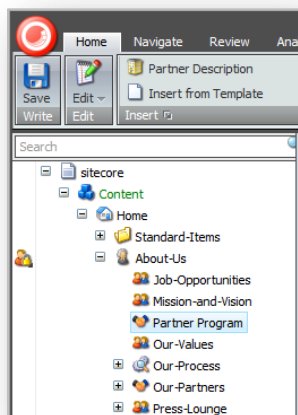 Home Navigate Review Ana
Save Edit Partner Description
Insert from Template
Write Edit Insert
Search
sitecore
Content
Home
Standard-Items
About-Us
Job-Opportunities
Mission-and-Vision
Partner Program
Our-Values
Our-Process
Our-Partners
Press-Lounge